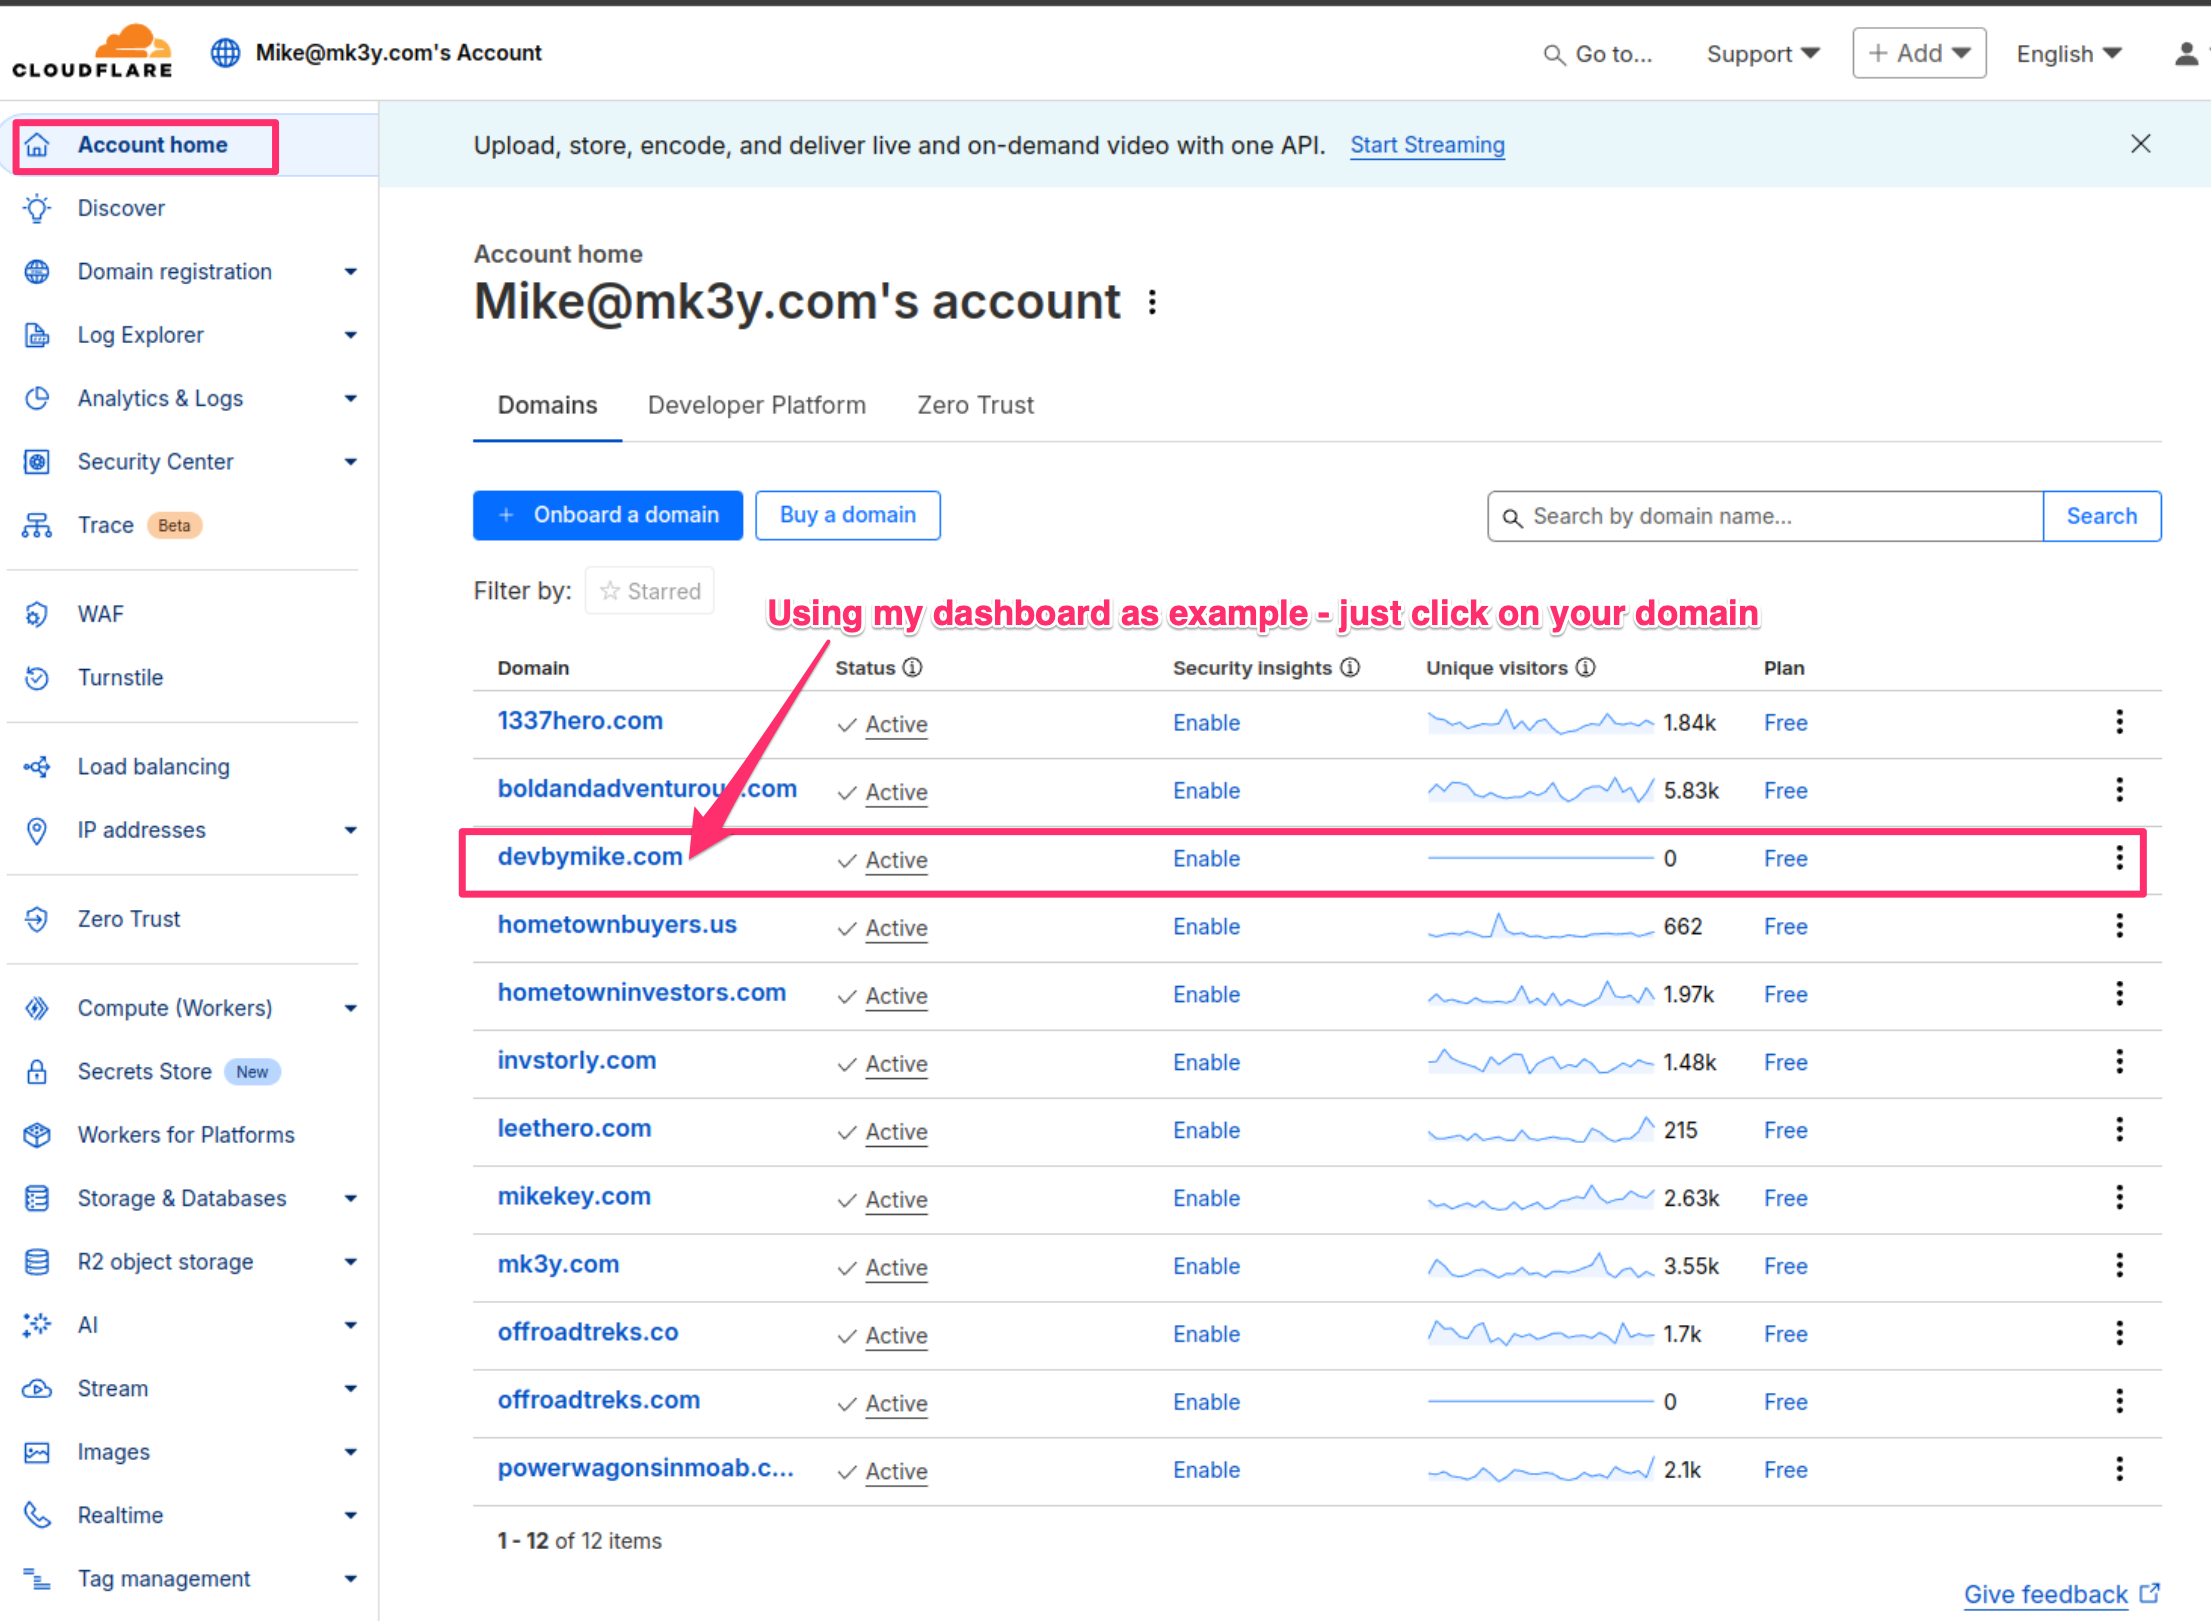 CLOUDFLARE
Mike@mk3y.com's Account
Go to...
Support
+ Add
English
Account home
Discover
Domain registration
Log Explorer
Analytics & Logs
Security Center
Trace Beta
WAF
Turnstile
Load balancing
IP addresses
Zero Trust
Compute (Workers)
Secrets Store New
Workers for Platforms
Storage & Databases
R2 object storage
AI
Stream
Images
Realtime
Tag management
Upload, store, encode, and deliver live and on-demand video with one API. Start Streaming
Account home
Mike@mk3y.com's account
Domains Developer Platform Zero Trust
+ Onboard a domain
Buy a domain
Search by domain name...
Search
Filter by: Starred
Using my dashboard as example - just click on your domain
Domain Status Security insights Unique visitors Plan
1337hero.com Active Enable 1.84k Free
boldandadventurou .com Active Enable 5.83k Free
devbymike.com Active Enable 0 Free
hometownbuyers.us Active Enable 662 Free
hometowninvestors.com Active Enable 1.97k Free
invstorly.com Active Enable 1.48k Free
leethero.com Active Enable 215 Free
mikekey.com Active Enable 2.63k Free
mk3y.com Active Enable 3.55k Free
offroadtreks.co Active Enable 1.7k Free
offroadtreks.com Active Enable 0 Free
powerwagonsinmoab.c... Active Enable 2.1k Free
1 - 12 of 12 items
Give feedback